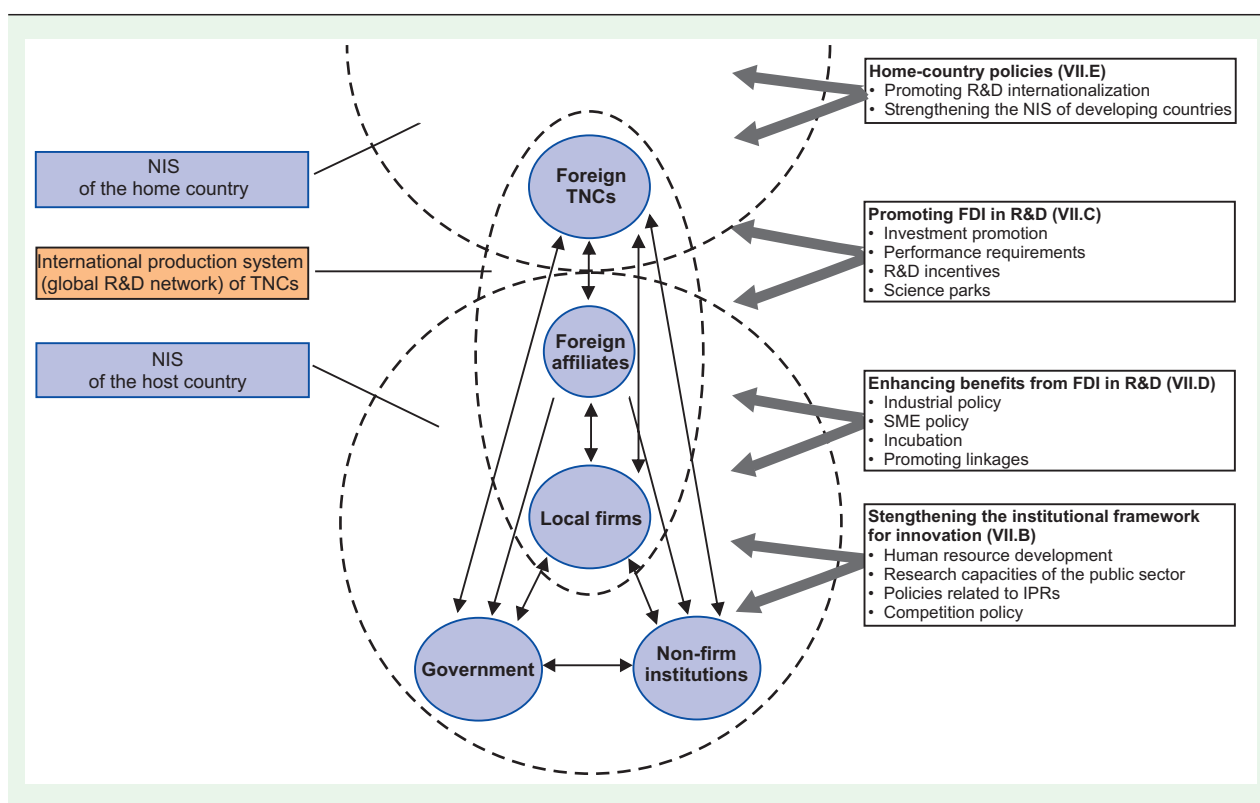 NIS
of the home country
International production system
(global R&D network) of TNCs
NIS
of the host country
Foreign
TNCs
Foreign
affiliates
Local firms
Government
Non-firm
institutions
Home-country policies (VII.E)
• Promoting R&D internationalization
• Strengthening the NIS of developing countries
Promoting FDI in R&D (VII.C)
• Investment promotion
• Performance requirements
• R&D incentives
• Science parks
Enhancing benefits from FDI in R&D (VII.D)
• Industrial policy
• SME policy
• Incubation
• Promoting linkages
Stengthening the institutional framework
for innovation (VII.B)
• Human resource development
• Research capacities of the public sector
• Policies related to IPRs
• Competition policy